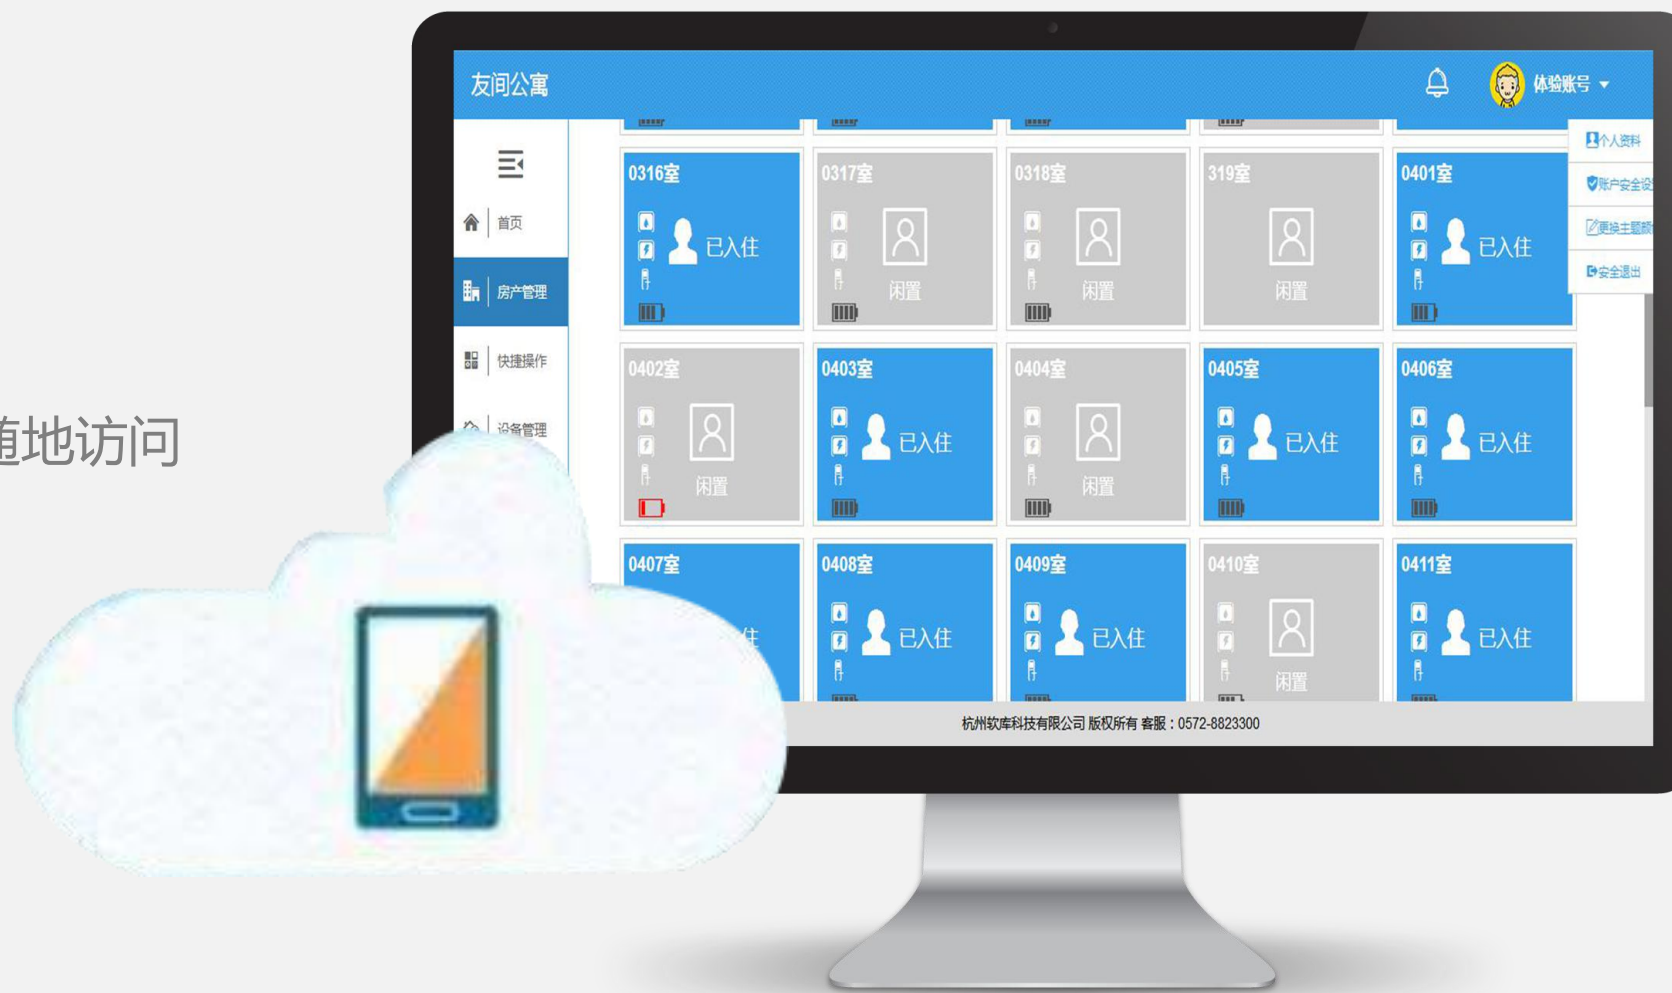 友间公寓
体验账号
个人资料
账户安全设
更换主题颜
安全退出
首页
房产管理
快捷操作
设备管理
0316室
已入住
0317室
闲置
0318室
闲置
319室
闲置
0401室
已入住
0402室
闲置
0403室
已入住
0404室
闲置
0405室
已入住
0406室
已入住
0407室
住
0408室
已入住
0409室
已入住
0410室
闲置
0411室
已入住
随地访问
杭州软库科技有限公司 版权所有 客服：0572-8823300